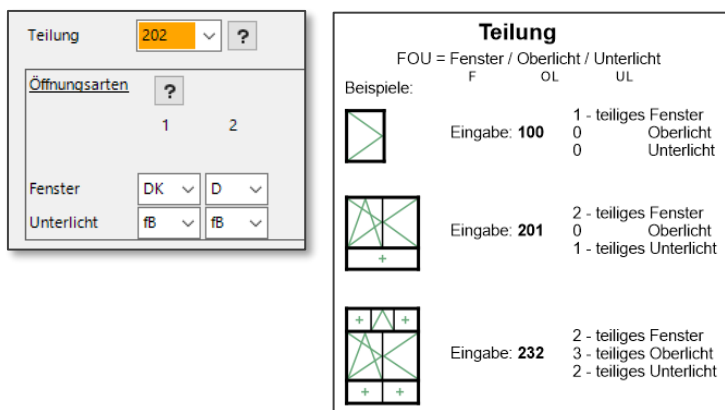 Teilung 202 ?
Öffnungsarten ?
1 2
Fenster DK D
Unterlicht fB fB
Teilung
FOU = Fenster / Oberlicht / Unterlicht
F OL UL
Beispiele:
Eingabe: 100
1 - teiliges Fenster
0 Oberlicht
0 Unterlicht
Eingabe: 201
2 - teiliges Fenster
0 Oberlicht
1 - teiliges Unterlicht
+
+ +
Eingabe: 232
2 - teiliges Fenster
3 - teiliges Oberlicht
2 - teiliges Unterlicht
+ +